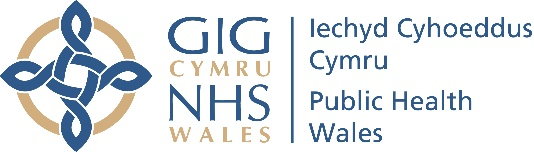 GIG
CYMRU
NHS
WALES
Iechyd Cyhoeddus
Cymru
Public Health
Wales